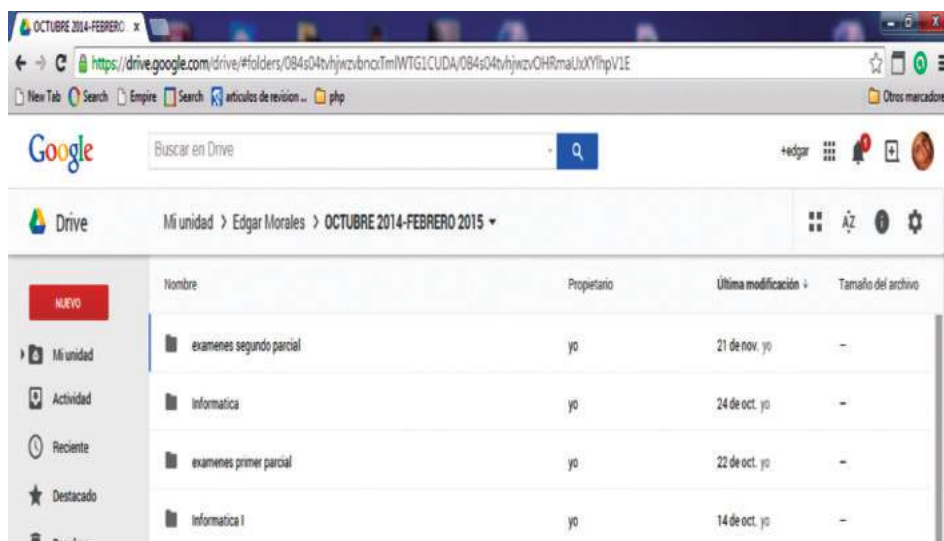 OCTUBRE 2014-FEBRERO
https://drive.google.com/drive/#folders/
New Tab Search Empire Search articulos de revision ... php Otros marcadore
Google Buscar en Drive +edgar 1
Drive Mi unidad > Edgar Morales > OCTUBRE 2014-FEBRERO 2015
Nombre Propietario Última modificación ↓ Tamaño del archivo
NUEVO
examenes segundo parcial yo 21 de nov. yo –
Mi unidad
Informatica yo 24 de oct. yo –
Actividad
Reciente
examenes primer parcial yo 22 de oct. yo –
Destacado
Informatica I yo 14 de oct. yo –